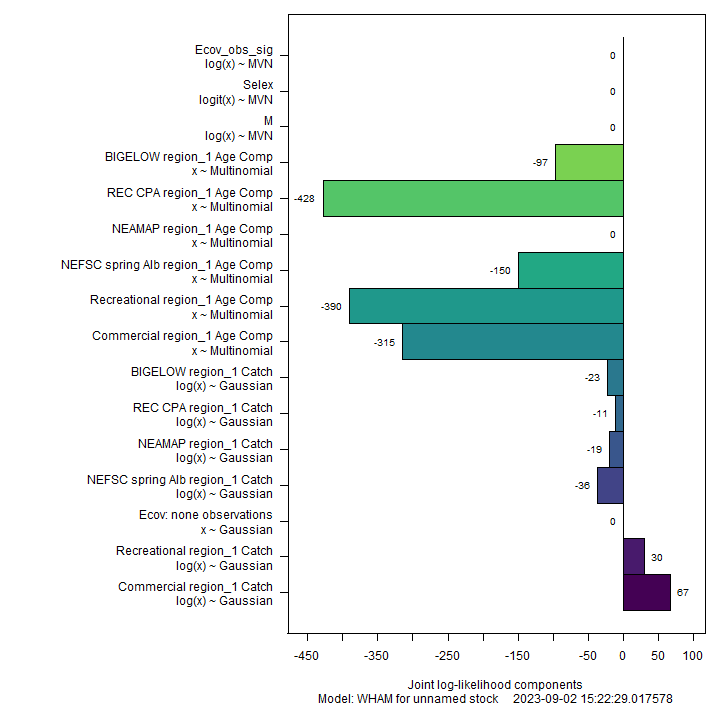 Ecov_obs_sig
log(x) ~ MVN
0
Selex
logit(x) ~ MVN
0
M
log(x) ~ MVN
0
BIGELOW region_1 Age Comp
x ~ Multinomial
-97
REC CPA region_1 Age Comp
x ~ Multinomial
-428
NEAMAP region_1 Age Comp
x ~ Multinomial
0
NEFSC spring Alb region_1 Age Comp
x ~ Multinomial
-150
Recreational region_1 Age Comp
x ~ Multinomial
-390
Commercial region_1 Age Comp
x ~ Multinomial
-315
BIGELOW region_1 Catch
log(x) ~ Gaussian
-23
REC CPA region_1 Catch
log(x) ~ Gaussian
-11
NEAMAP region_1 Catch
log(x) ~ Gaussian
-19
NEFSC spring Alb region_1 Catch
log(x) ~ Gaussian
-36
Ecov: none observations
x ~ Gaussian
0
Recreational region_1 Catch
log(x) ~ Gaussian
30
Commercial region_1 Catch
log(x) ~ Gaussian
67
-450 -350 -250 -150 -50 0 50 100
Joint log-likelihood components
Model: WHAM for unnamed stock 2023-09-02 15:22:29.017578